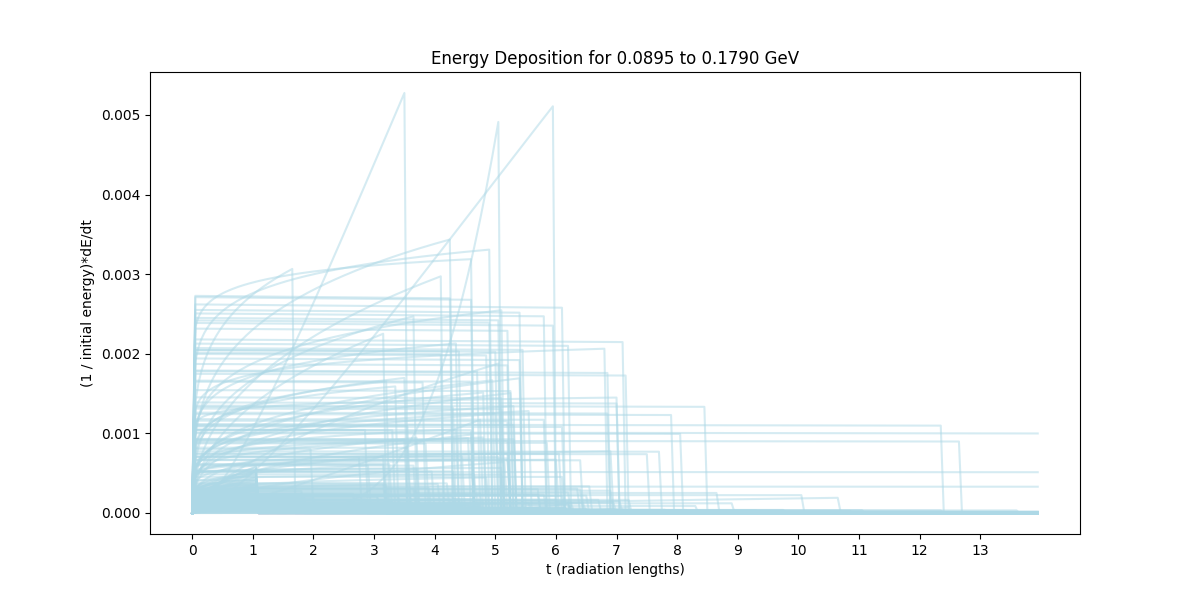 Energy Deposition for 0.0895 to 0.1790 GeV
(1 / initial energy)*dE/dt
0.005
0.004
0.003
0.002
0.001
0.000
0 1 2 3 4 5 6 7 8 9 10 11 12 13
t (radiation lengths)